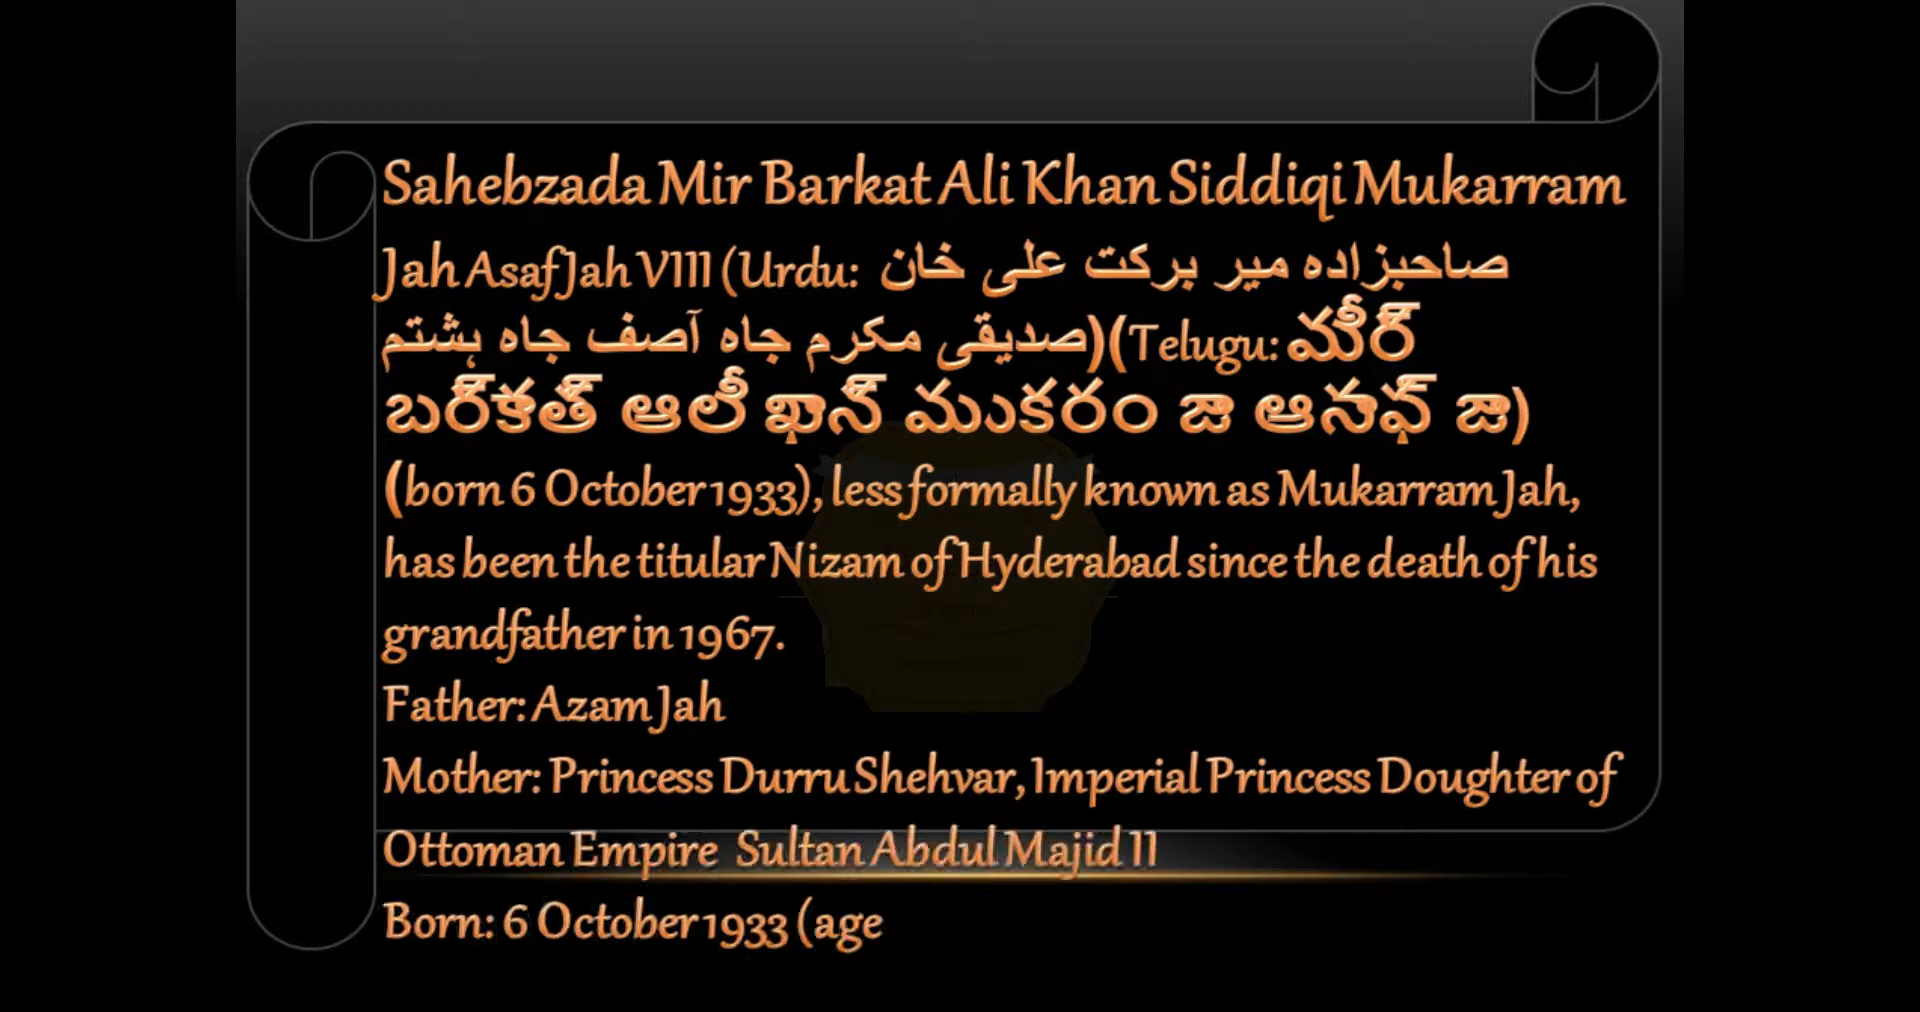 Sahebzada Mir Barkat Ali Khan Siddiqi Mukarram
Jah Asaf Jah VIII (Urdu: صاحبزادہ میر برکت علی خان
صدیقی مکرم جاہ آصف جاہ ہشتم)(Telugu: మీర్
బర్కత్ ఆలీ ఖాన్ ముకరరం జా ఆసఫ్ జా)
(born 6 October 1933), less formally known as Mukarram Jah,
has been the titular Nizam of Hyderabad since the death of his
grandfather in 1967.
Father: Azam Jah
Mother: Princess Durru Shehvar, Imperial Princess Doughter of
Ottoman Empire Sultan Abdul Majid II
Born: 6 October 1933 (age